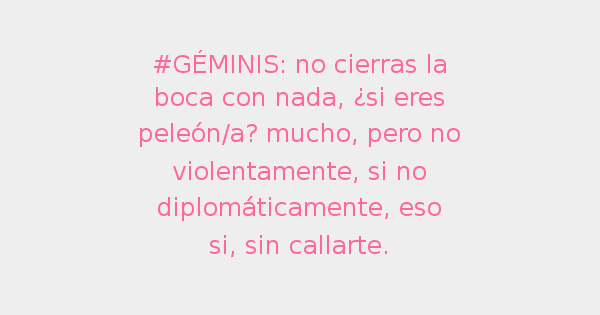 #GÉMINIS: no cierras la
boca con nada, ¿si eres
peleón/a? mucho, pero no
violentamente, si no
diplomáticamente, eso
si, sin callarte.